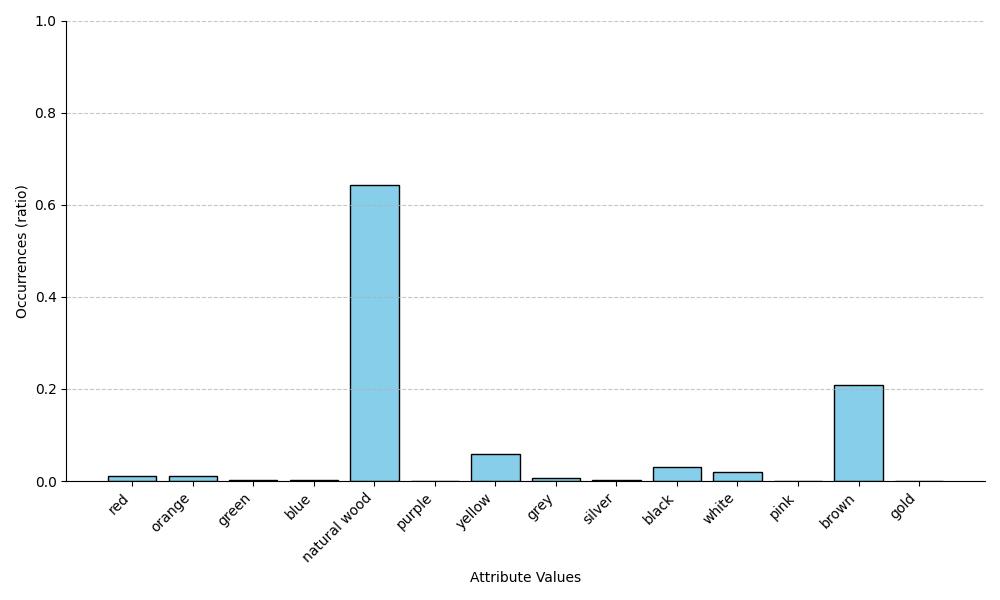 1.0
0.8
0.6
0.4
0.2
0.0
Occurrences (ratio)
red
orange
green
blue
natural wood
purple
yellow
grey
silver
black
white
pink
brown
gold
Attribute Values